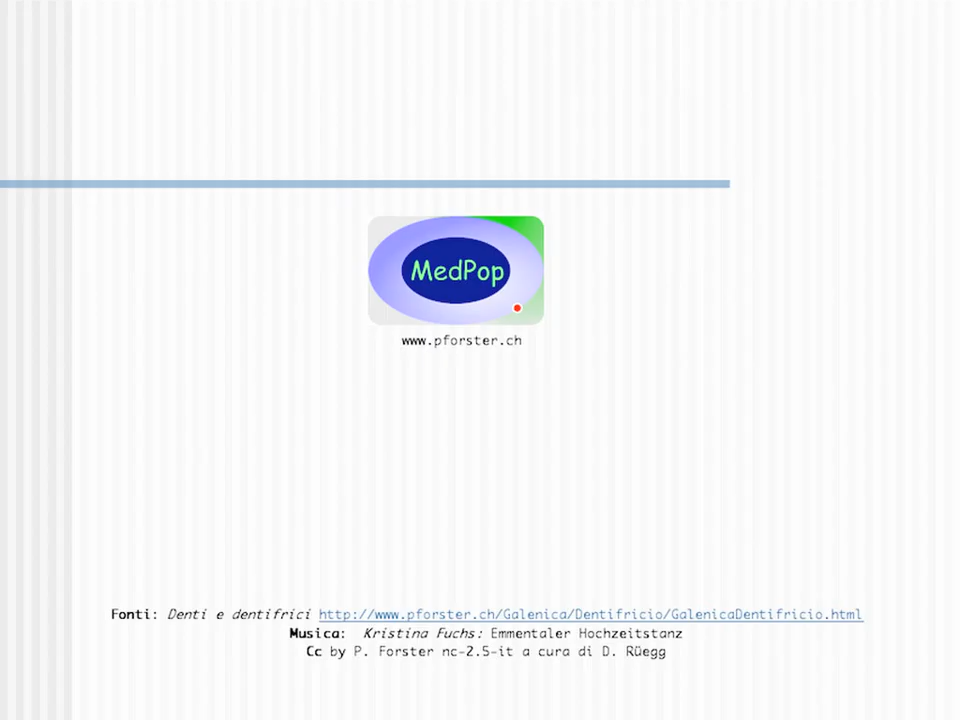 MedPop
www.pforster.ch
Fonti: Denti e dentifrici http://www.pforster.ch/Galenica/Dentifricio/GalenicaDentifricio.html
Musica: Kristina Fuchs: Emmentaler Hochzeitstanz
Cc by P. Forster nc-2.5-it a cura di D. Rüegg